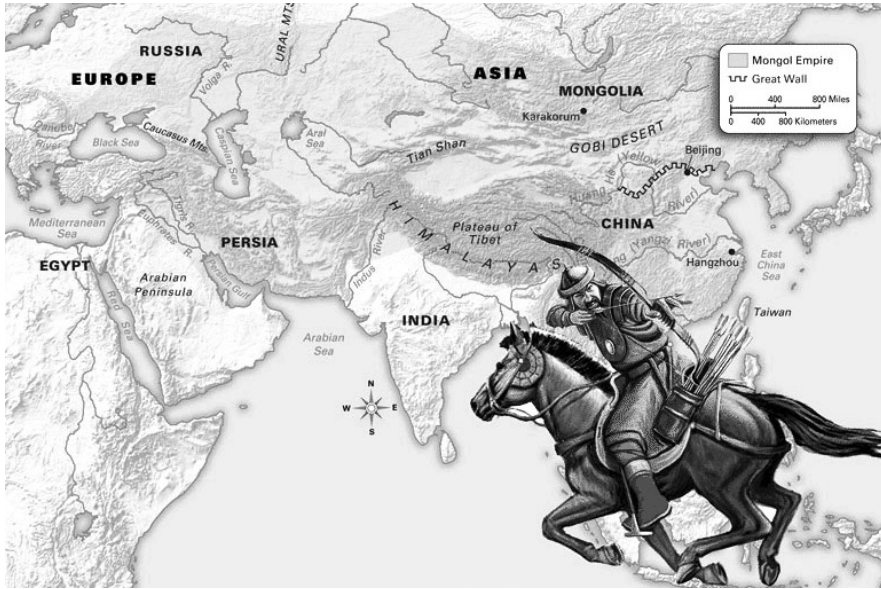 RUSSIA
URAL MTS
EUROPE
Volga R.
ASIA
MONGOLIA
Karakorum
GOBI DESERT
Mongol Empire
Great Wall
0 400 800 Miles
0 400 800 Kilometers
Danube
River
Black Sea
Caucasus Mts.
Caspian Sea
Aral
Sea
Tian Shan
Beijing
Huang He (Yellow
River)
CHINA
Mediterranean
Sea
Tigris R.
Euphrates R.
PERSIA
HIMALAYAS
Plateau of
Tibet
Yangzi River)
Hangzhou
East
China
Sea
EGYPT
Arabian
Peninsula
Persian Gulf
Indus River
Red Sea
Arabian
Sea
INDIA
Taiwan
N
W E
S